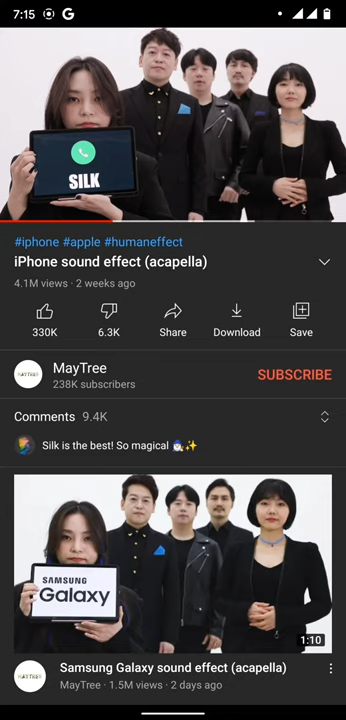 7:15
SILK
#iphone #apple #humaneffect
iPhone sound effect (acapella)
4.1M views · 2 weeks ago
330K
6.3K
Share
Download
Save
MAYTREE
MayTree
238K subscribers
SUBSCRIBE
Comments 9.4K
Silk is the best! So magical 🧙🏻‍♂️✨
SAMSUNG
Galaxy
1:10
MAYTREE
Samsung Galaxy sound effect (acapella)
MayTree · 1.5M views · 2 days ago